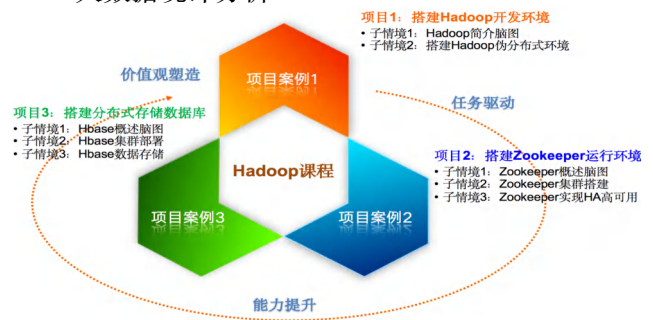 项目1：搭建Hadoop开发环境
• 子情境1：Hadoop简介脑图
• 子情境2：搭建Hadoop伪分布式环境
价值观塑造
项目案例1
任务驱动
项目3：搭建分布式存储数据库
• 子情境1：Hbase概述脑图
• 子情境2：Hbase集群部署
• 子情境3：Hbase数据存储
Hadoop课程
项目2：搭建Zookeeper运行环境
• 子情境1：Zookeeper概述脑图
• 子情境2：Zookeeper集群搭建
• 子情境3：Zookeeper实现HA高可用
项目案例3
项目案例2
能力提升